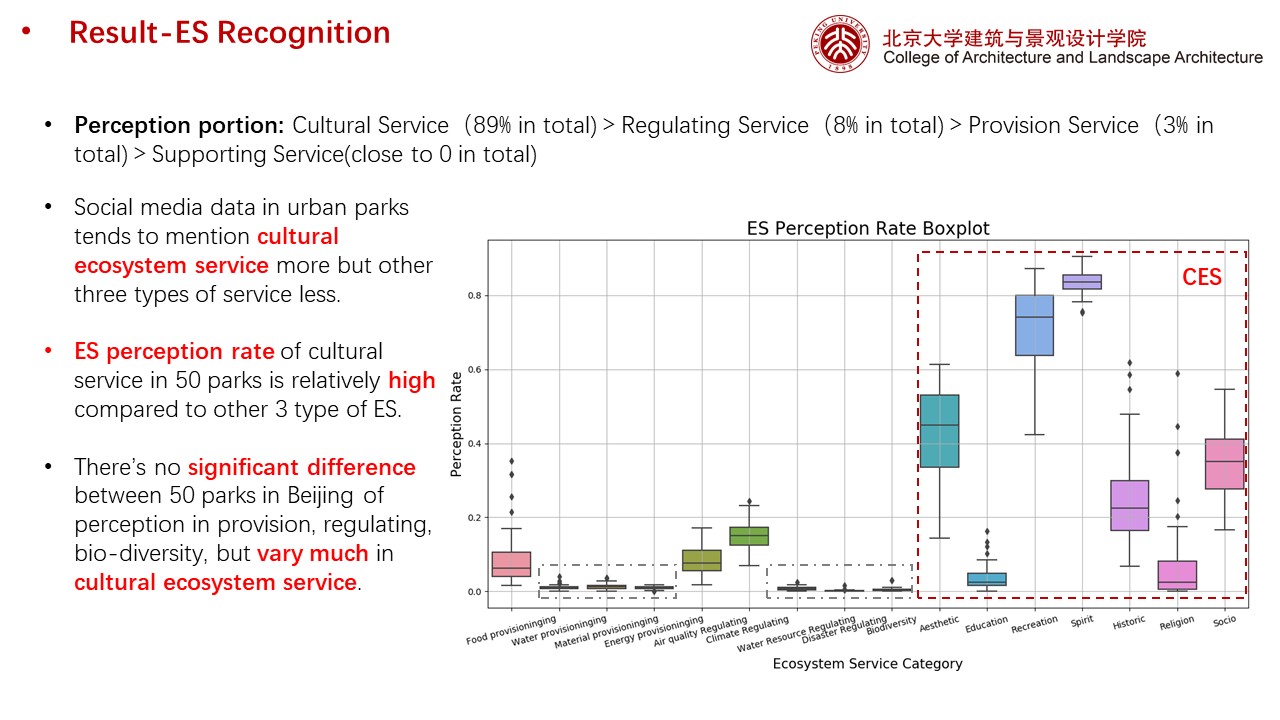 • Result-ES Recognition
北京大学建筑与景观设计学院
College of Architecture and Landscape Architecture
PEKING UNIVERSITY
1898
• Perception portion: Cultural Service（89% in total) > Regulating Service（8% in total) > Provision Service（3% in
total) > Supporting Service(close to 0 in total)
• Social media data in urban parks
tends to mention cultural
ecosystem service more but other
three types of service less.
• ES perception rate of cultural
service in 50 parks is relatively high
compared to other 3 type of ES.
• There's no significant difference
between 50 parks in Beijing of
perception in provision, regulating,
bio-diversity, but vary much in
cultural ecosystem service.
ES Perception Rate Boxplot
CES
Perception Rate
0.8
0.6
0.4
0.2
0.0
Food provisioninging
Water provisioninging
Material provisioninging
Energy provisioninging
Air quality Regulating
Climate Regulating
Water Resource Regulating
Disaster Regulating
Biodiversity
Aesthetic
Education
Recreation
Spirit
Historic
Religion
Socio
Ecosystem Service Category